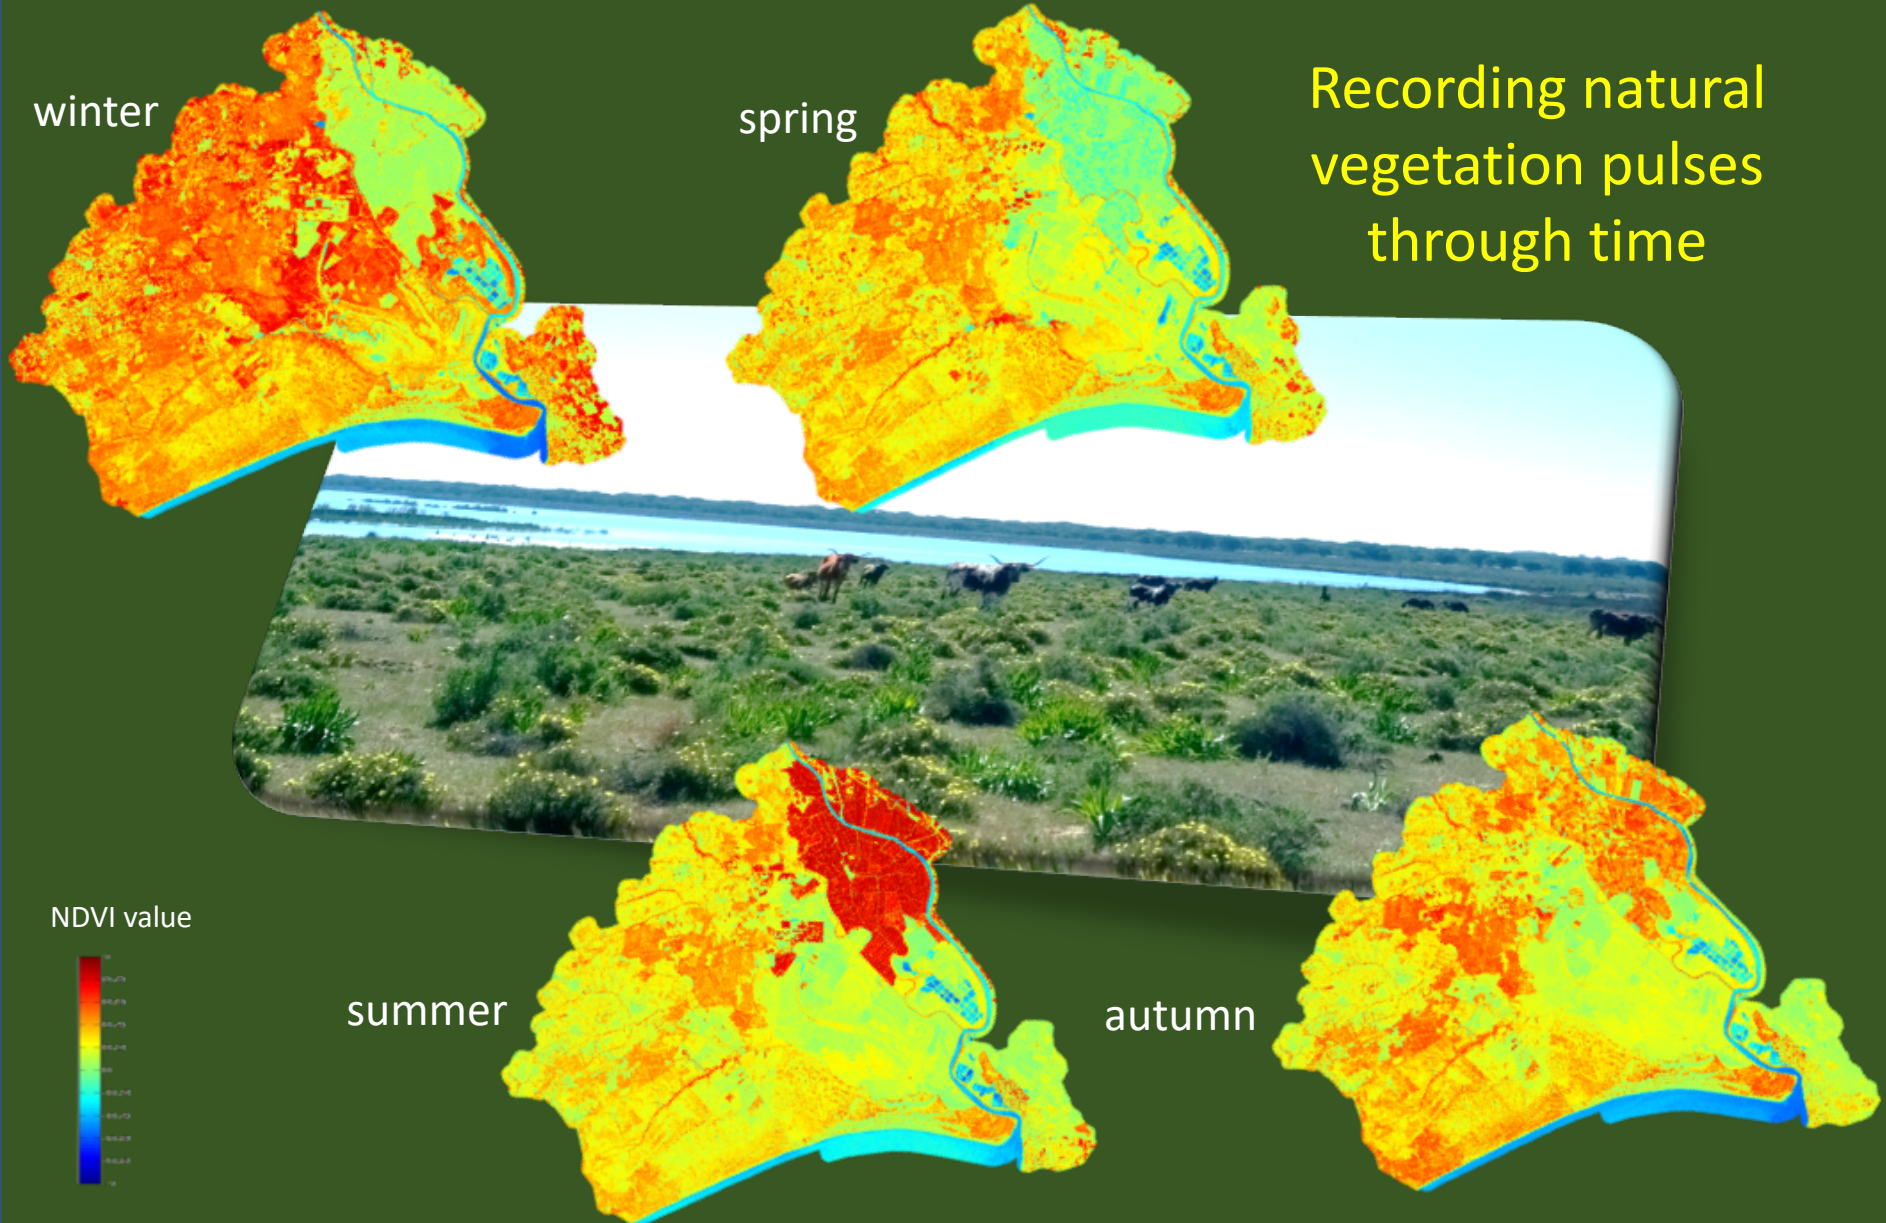 winter
spring
Recording natural
vegetation pulses
through time
NDVI value
summer
autumn